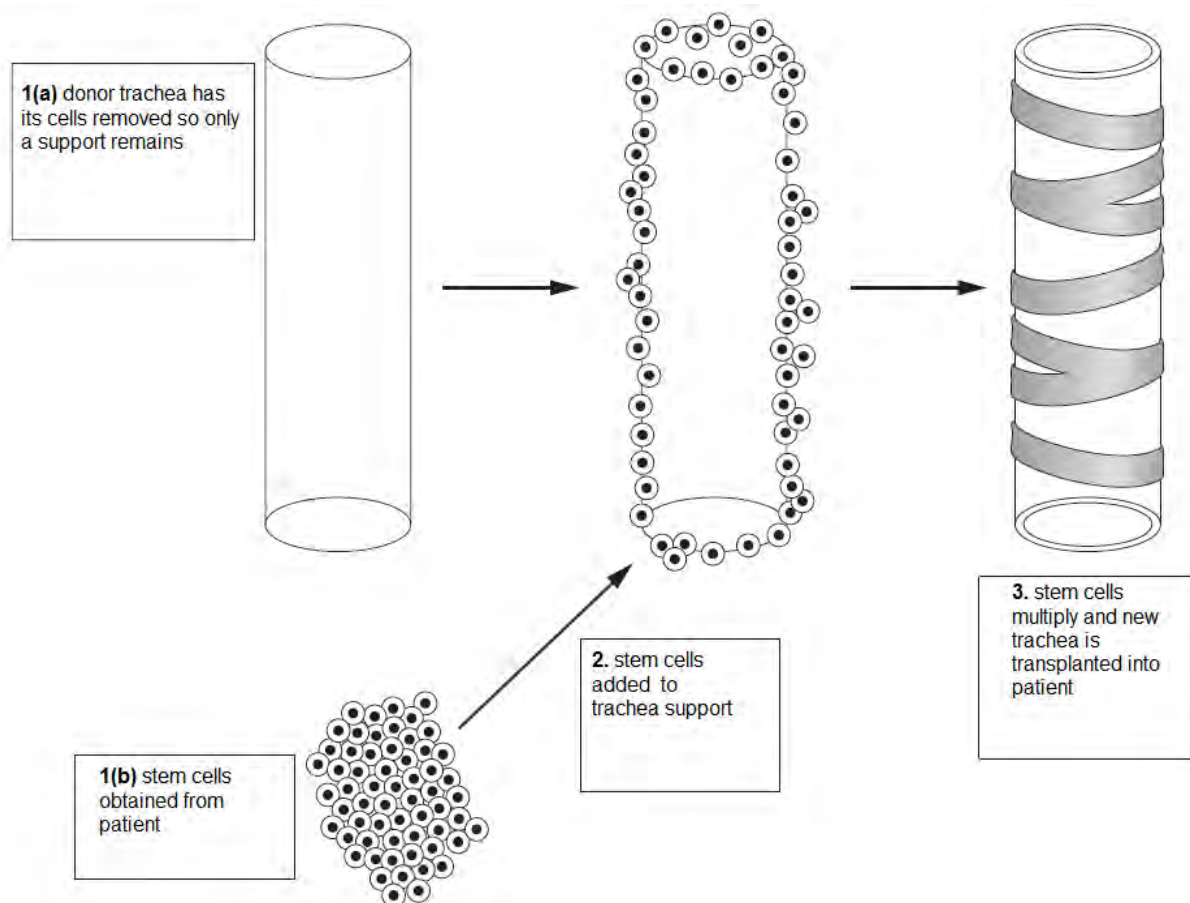 1(a) donor trachea has
its cells removed so only
a support remains
1(b) stem cells
obtained from
patient
2. stem cells
added to
trachea support
3. stem cells
multiply and new
trachea is
transplanted into
patient